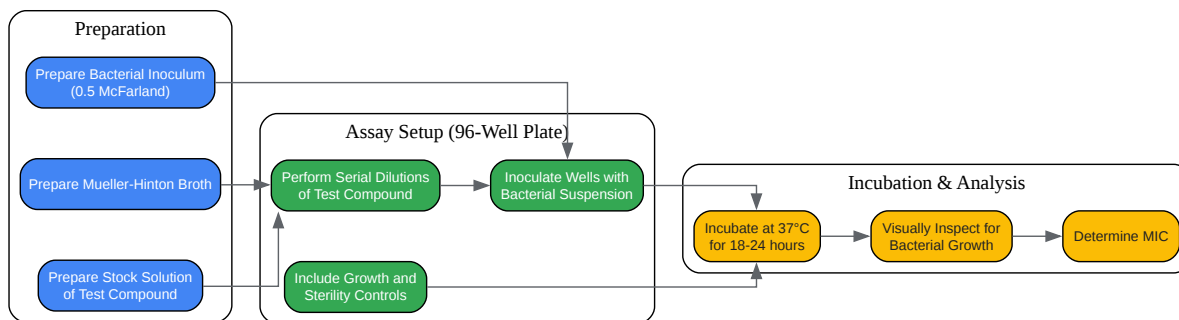 Preparation
Prepare Bacterial Inoculum
(0.5 McFarland)
Prepare Mueller-Hinton Broth
Prepare Stock Solution
of Test Compound
Assay Setup (96-Well Plate)
Perform Serial Dilutions
of Test Compound
Inoculate Wells with
Bacterial Suspension
Include Growth and
Sterility Controls
Incubation & Analysis
Incubate at 37°C
for 18-24 hours
Visually Inspect for
Bacterial Growth
Determine MIC